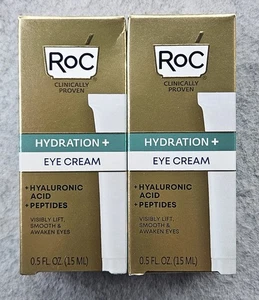 RoC
CLINICALLY
PROVEN
HYDRATION +
EYE CREAM
• HYALURONIC
ACID
• PEPTIDES
VISIBLY LIFT,
SMOOTH &
AWAKEN EYES
0.5 FL. OZ. (15 ML)
RoC
CLINICALLY
PROVEN
HYDRATION +
EYE CREAM
• HYALURONIC
ACID
• PEPTIDES
VISIBLY LIFT,
SMOOTH &
AWAKEN EYES
0.5 FL. OZ. (15 ML)